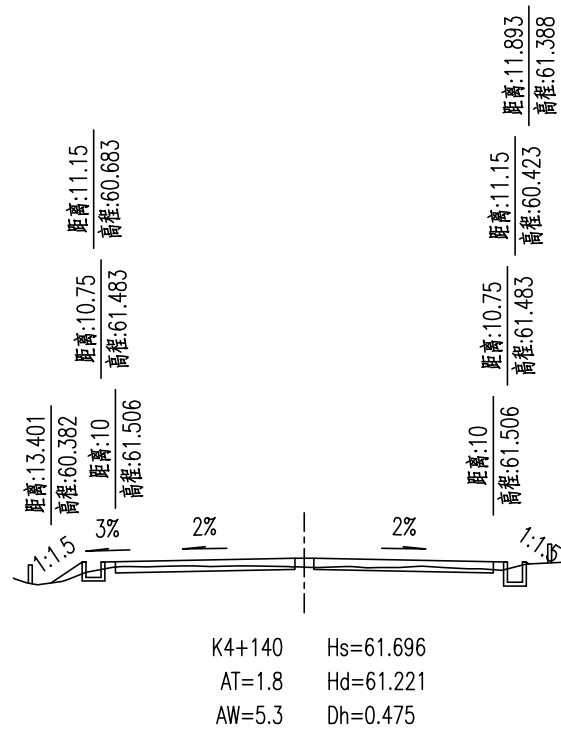 距离:11.893
高程:61.388
距离:11.15
高程:60.683
距离:11.15
高程:60.423
距离:10.75
高程:61.483
距离:10.75
高程:61.483
距离:13.401
高程:60.382
距离:10
高程:61.506
距离:10
高程:61.506
1:1.5
3%
2%
2%
1:1.5
K4+140 Hs=61.696
AT=1.8 Hd=61.221
AW=5.3 Dh=0.475